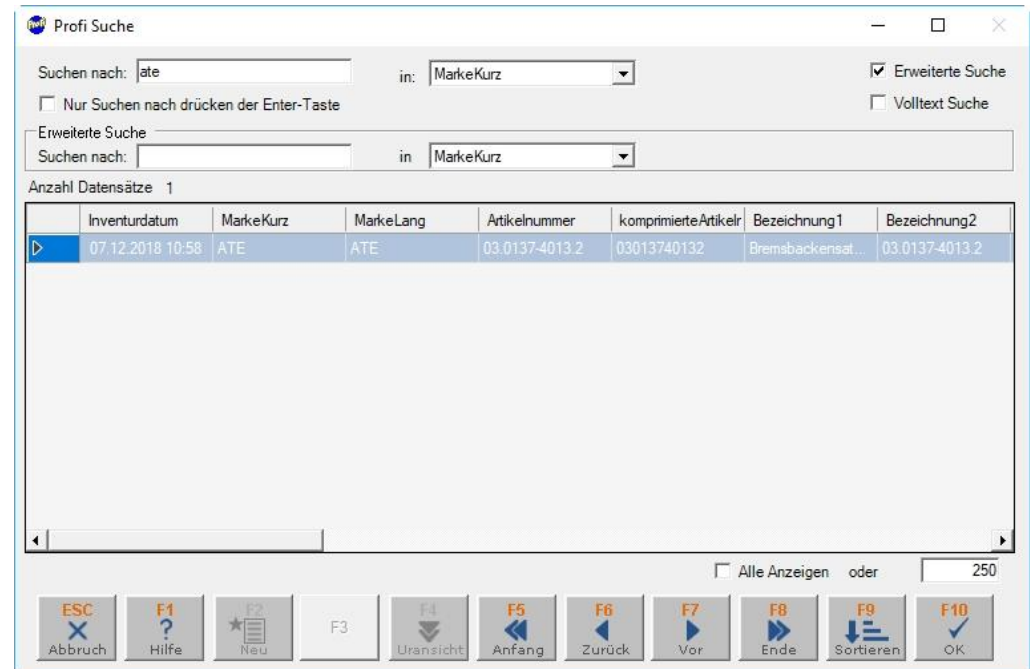 Profi Suche
Suchen nach: ate in: MarkeKurz Erweiterte Suche
Nur Suchen nach drücken der Enter-Taste Volltext Suche
Erweiterte Suche
Suchen nach: in MarkeKurz
Anzahl Datensätze 1
Inventurdatum MarkeKurz MarkeLang Artikelnummer komprimierteArtikelr Bezeichnung1 Bezeichnung2
07.12.2018 10:58 ATE ATE 03.0137-4013.2 03013740132 Bremsbackensat... 03.0137-4013.2
Alle Anzeigen oder 250
ESC F1 F2 F3 F4 F5 F6 F7 F8 F9 F10
Abbruch Hilfe Neu Uransicht Anfang Zurück Vor Ende Sortieren OK